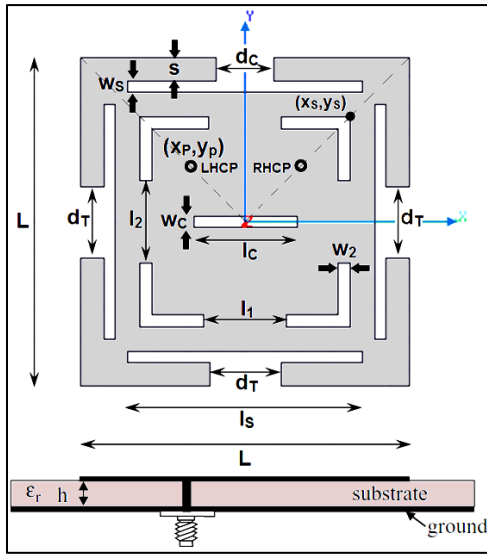 Y
s
d_C
w_S
(x_S,y_S)
(x_P,y_p)
LHCP
RHCP
L
d_T
l_2
w_C
Z
X
d_T
l_C
w_2
l_1
d_T
l_S
L
ε_r
h
substrate
ground